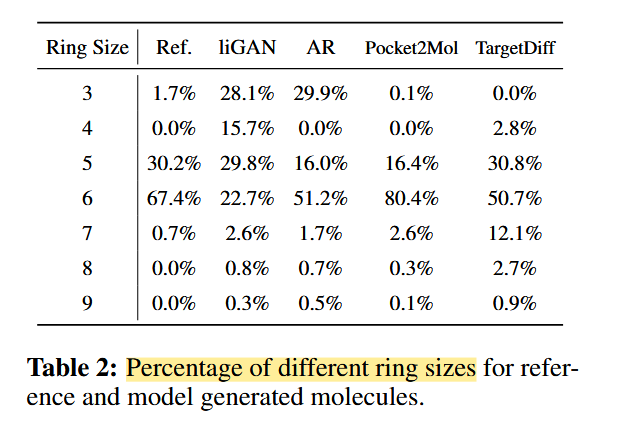 Ring Size Ref. liGAN AR Pocket2Mol TargetDiff
3 1.7% 28.1% 29.9% 0.1% 0.0%
4 0.0% 15.7% 0.0% 0.0% 2.8%
5 30.2% 29.8% 16.0% 16.4% 30.8%
6 67.4% 22.7% 51.2% 80.4% 50.7%
7 0.7% 2.6% 1.7% 2.6% 12.1%
8 0.0% 0.8% 0.7% 0.3% 2.7%
9 0.0% 0.3% 0.5% 0.1% 0.9%
Table 2: Percentage of different ring sizes for refer-
ence and model generated molecules.